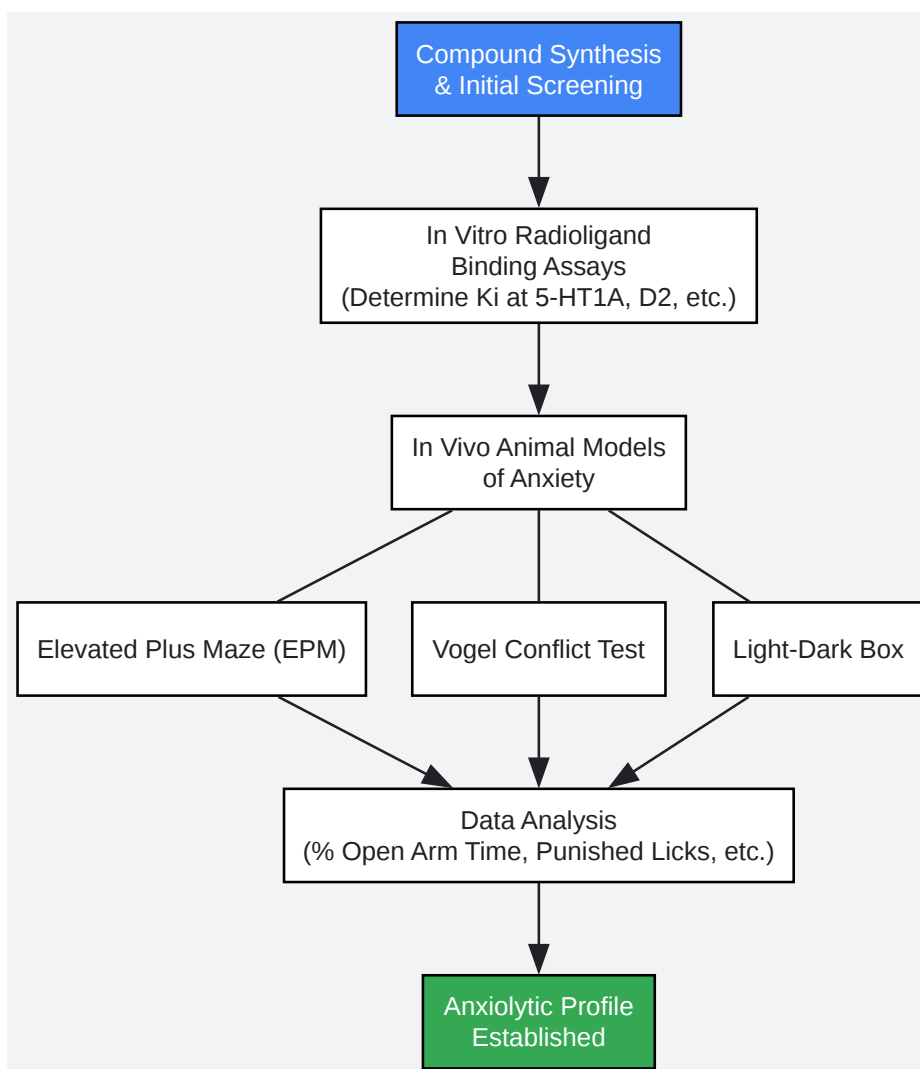 Compound Synthesis
& Initial Screening
In Vitro Radioligand
Binding Assays
(Determine Ki at 5-HT1A, D2, etc.)
In Vivo Animal Models
of Anxiety
Elevated Plus Maze (EPM)
Vogel Conflict Test
Light-Dark Box
Data Analysis
(% Open Arm Time, Punished Licks, etc.)
Anxiolytic Profile
Established